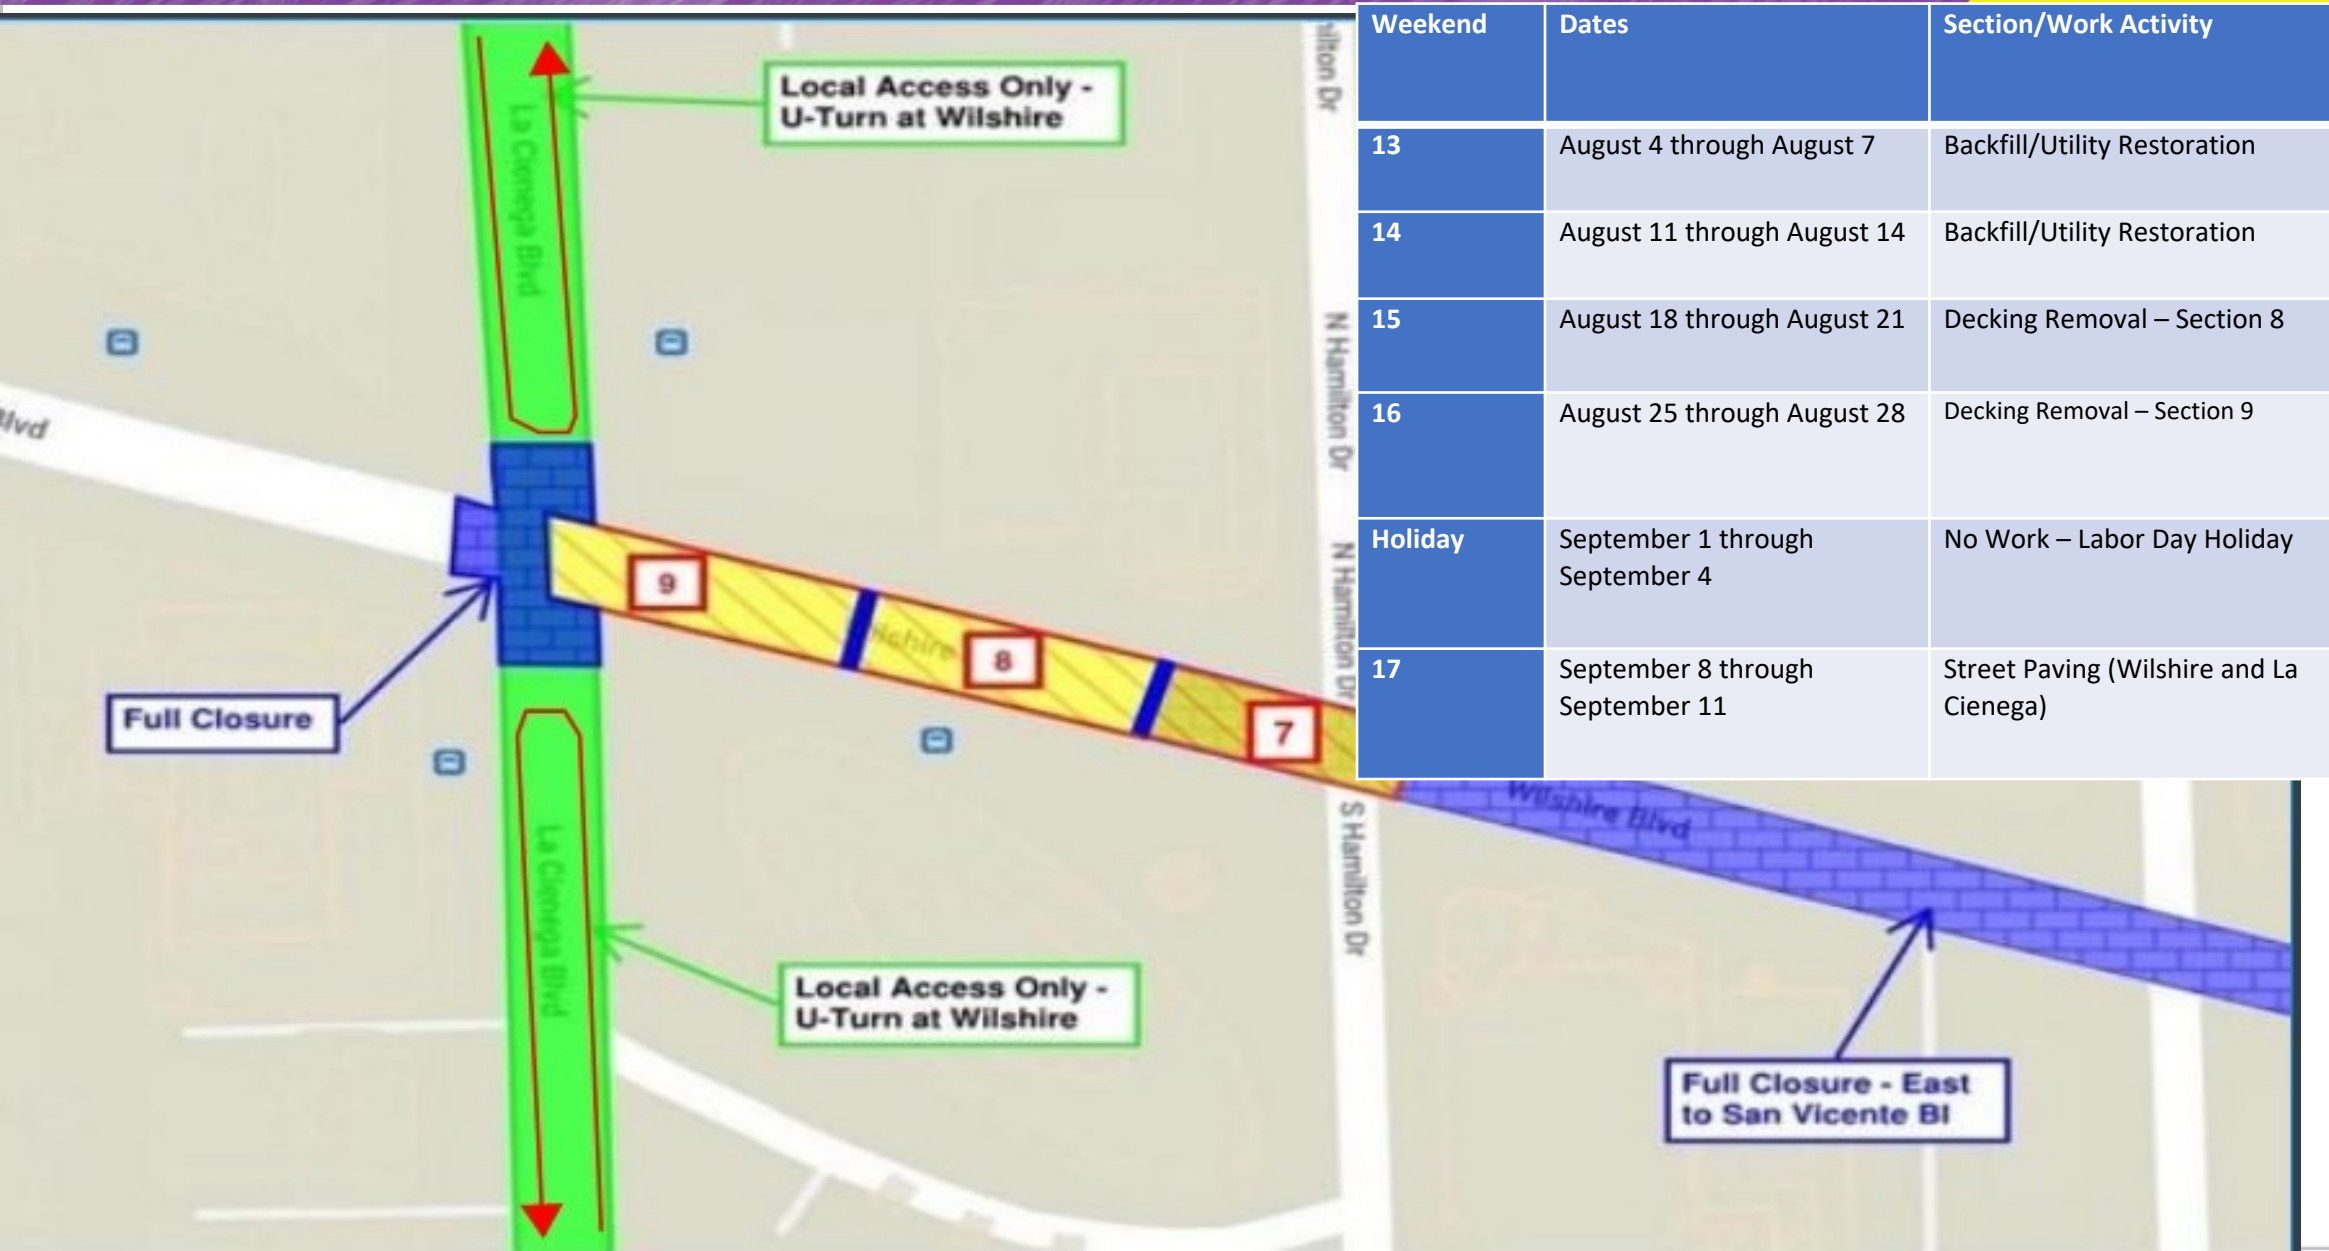 Weekend Dates Section/Work Activity
13 August 4 through August 7 Backfill/Utility Restoration
14 August 11 through August 14 Backfill/Utility Restoration
15 August 18 through August 21 Decking Removal – Section 8
16 August 25 through August 28 Decking Removal – Section 9
Holiday September 1 through No Work – Labor Day Holiday
September 4
17 September 8 through Street Paving (Wilshire and La
September 11 Cienega)
Local Access Only -
U-Turn at Wilshire
La Cienega Blvd
ilton Dr
N Hamilton Dr
N Hamilton Dr
Blvd
9
ilshire
8
7
Full Closure
Wilshire Blvd
S Hamilton Dr
La Cienega Blvd
Local Access Only -
U-Turn at Wilshire
Full Closure - East
to San Vicente Bl